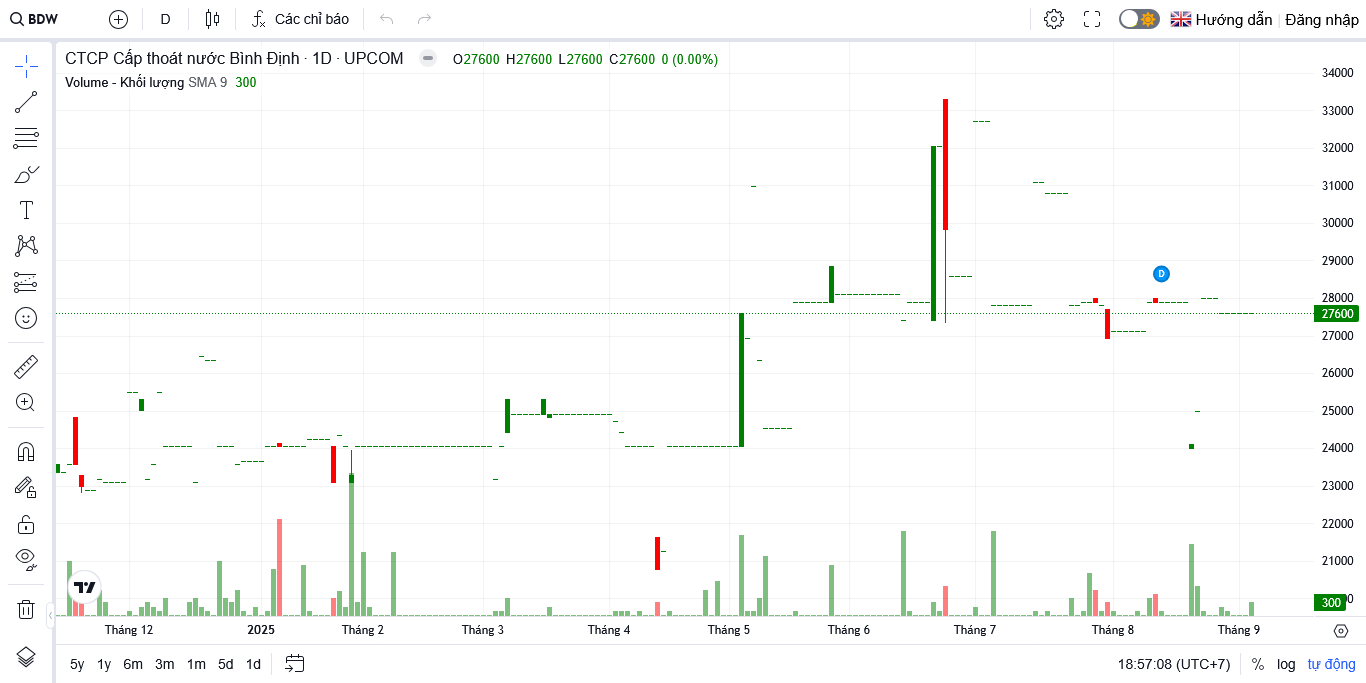 BDW D Các chỉ báo Hướng dẫn Đăng nhập
CTCP Cấp thoát nước Bình Định · 1D · UPCOM O27600 H27600 L27600 C27600 0 (0.00%)
Volume - Khối lượng SMA 9 300
34000
33000
32000
31000
30000
29000
D
28000
27600
27000
26000
25000
24000
23000
22000
21000
300
Tháng 12 2025 Tháng 2 Tháng 3 Tháng 4 Tháng 5 Tháng 6 Tháng 7 Tháng 8 Tháng 9
5y 1y 6m 3m 1m 5d 1d 18:57:08 (UTC+7) % log tự động